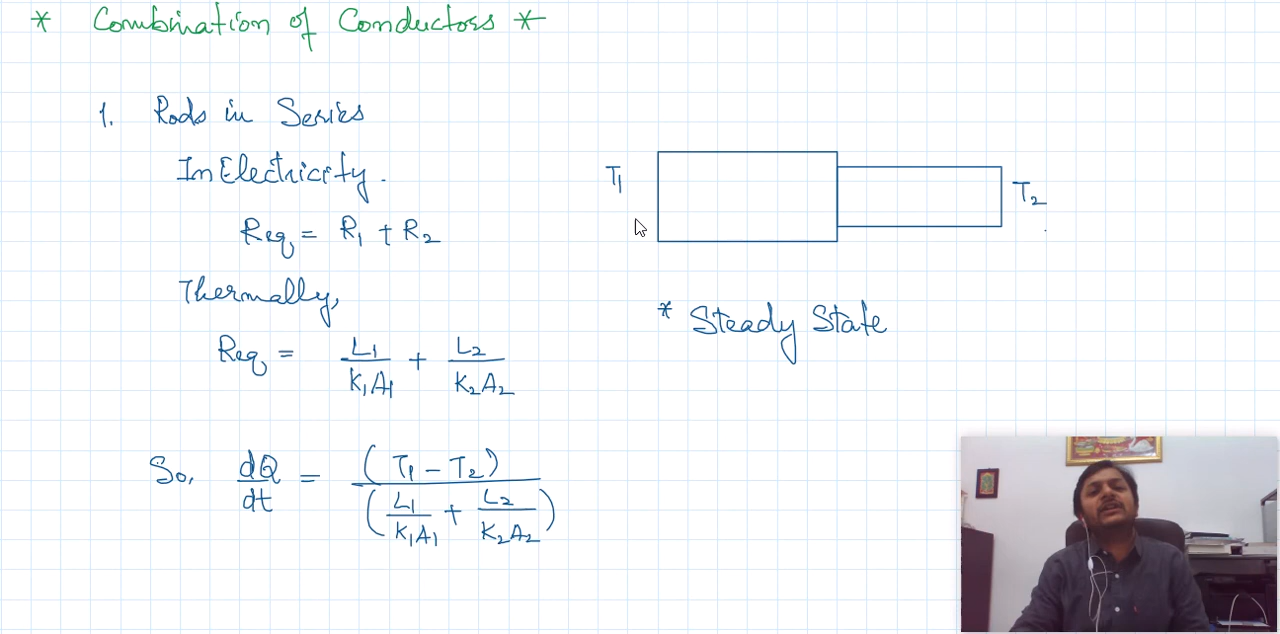 * Combination of Conductors *
1. Rods in Series
In Electricity.
Req = R₁ + R₂
Thermally,
Req = L₁/K₁A₁ + L₂/K₂A₂
So, dQ/dt = (T₁ - T₂)/(L₁/K₁A₁ + L₂/K₂A₂)
T₁
T₂
* Steady State